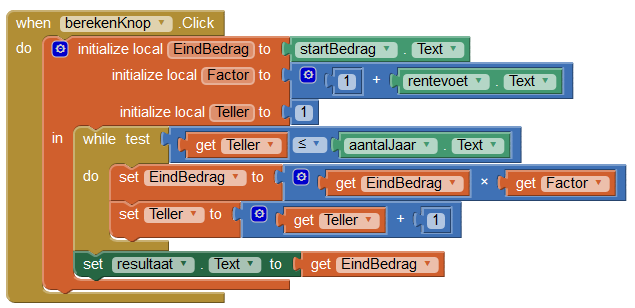 when berekenKnop .Click
do initialize local EindBedrag to startBedrag . Text
initialize local Factor to 1 + rentevoet . Text
initialize local Teller to 1
in while test get Teller ≤ aantalJaar . Text
do set EindBedrag to get EindBedrag × get Factor
set Teller to get Teller + 1
set resultaat . Text to get EindBedrag